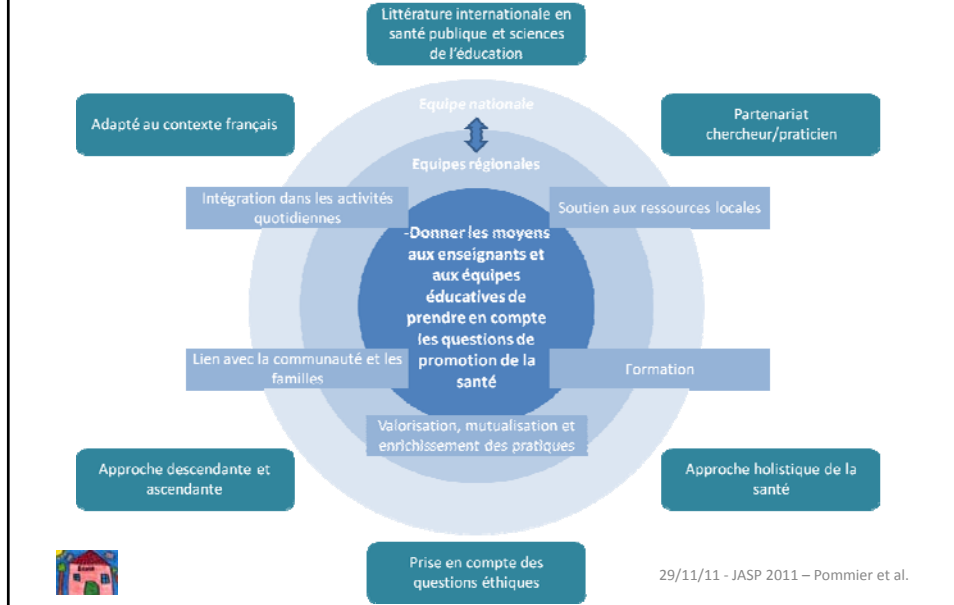 Littérature internationale en
santé publique et sciences
de l'éducation
Equipe nationale
Adapté au contexte français
Partenariat
chercheur/praticien
Equipes régionales
Intégration dans les activités
quotidiennes
Soutien aux ressources locales
-Donner les moyens
aux enseignants et
aux équipes
éducatives de
prendre en compte
les questions de
promotion de la
santé
Lien avec la communauté et les
familles
Formation
Valorisation, mutualisation et
enrichissement des pratiques
Approche descendante et
ascendante
Approche holistique de la
santé
Prise en compte des
questions éthiques
29/11/11 - JASP 2011 – Pommier et al.